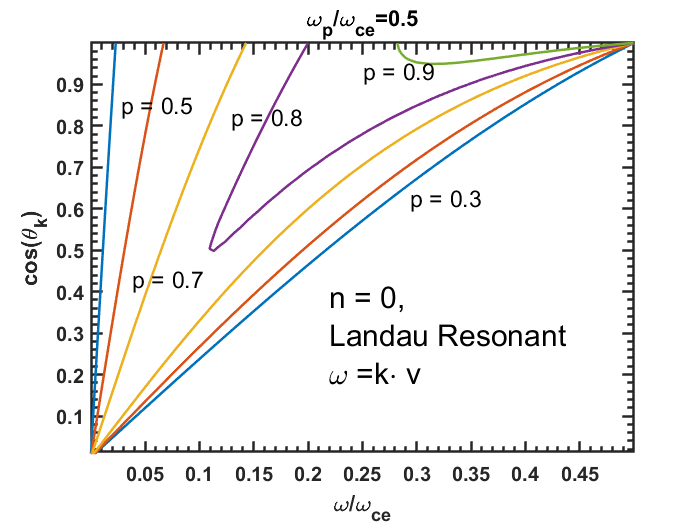 ωp/ωce=0.5
cos(θk)
0.9
0.8
0.7
0.6
0.5
0.4
0.3
0.2
0.1
p = 0.9
p = 0.5
p = 0.8
p = 0.3
p = 0.7
n = 0,
Landau Resonant
ω =k· v
0.05 0.1 0.15 0.2 0.25 0.3 0.35 0.4 0.45
ω/ωce